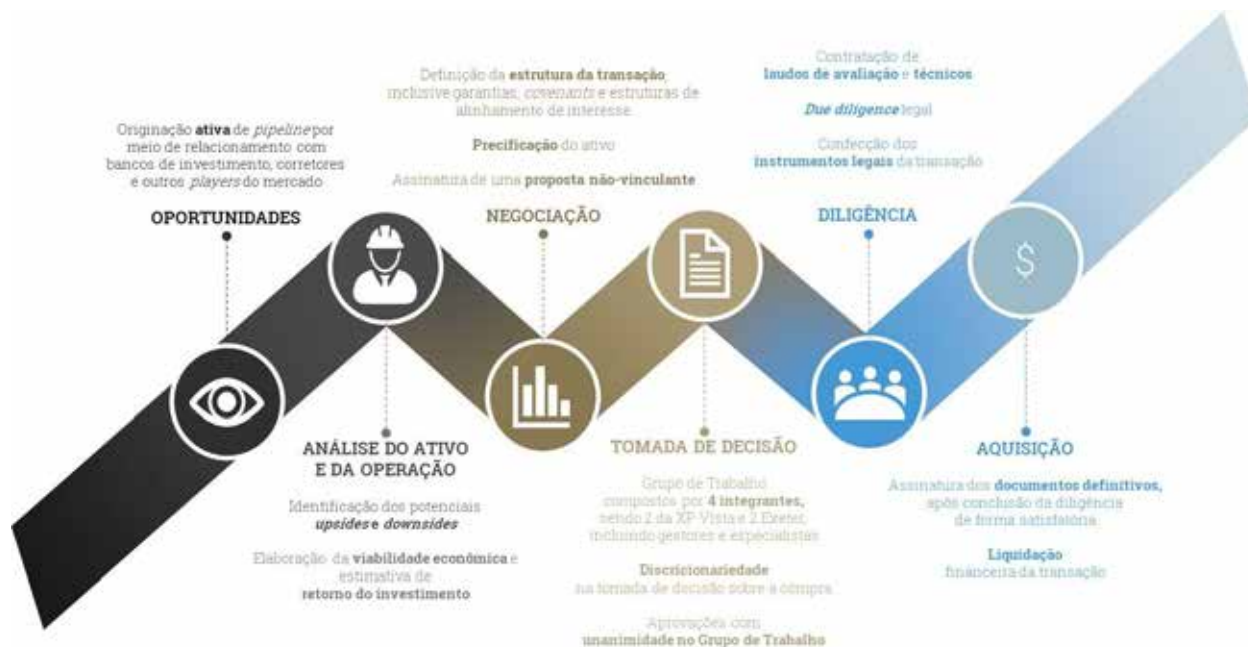 Originação ativa de pipeline por
meio de relacionamento com
bancos de investimento, corretores
e outros players do mercado
OPORTUNIDADES
ANÁLISE DO ATIVO
E DA OPERAÇÃO
Identificação dos potenciais
upsides e downsides
Elaboração da viabilidade econômica e
estimativa de
retorno do investimento
Definição da estrutura da transação,
inclusive garantias, covenants e estruturas de
alinhamento de interesse
Precificação do ativo
Assinatura de uma proposta não-vinculante
NEGOCIAÇÃO
TOMADA DE DECISÃO
Grupo de Trabalho
compostos por 4 integrantes,
sendo 2 da XP Vista e 2 Exeter,
incluindo gestores e especialistas
Discricionariedade
na tomada de decisão sobre a compra
Aprovações com
unanimidade no Grupo de Trabalho
Contratação de
laudos de avaliação e técnicos
Due diligence legal
Confecção dos
instrumentos legais da transação
DILIGÊNCIA
$
AQUISIÇÃO
Assinatura dos documentos definitivos,
após conclusão da diligência
de forma satisfatória
Liquidação
financeira da transação